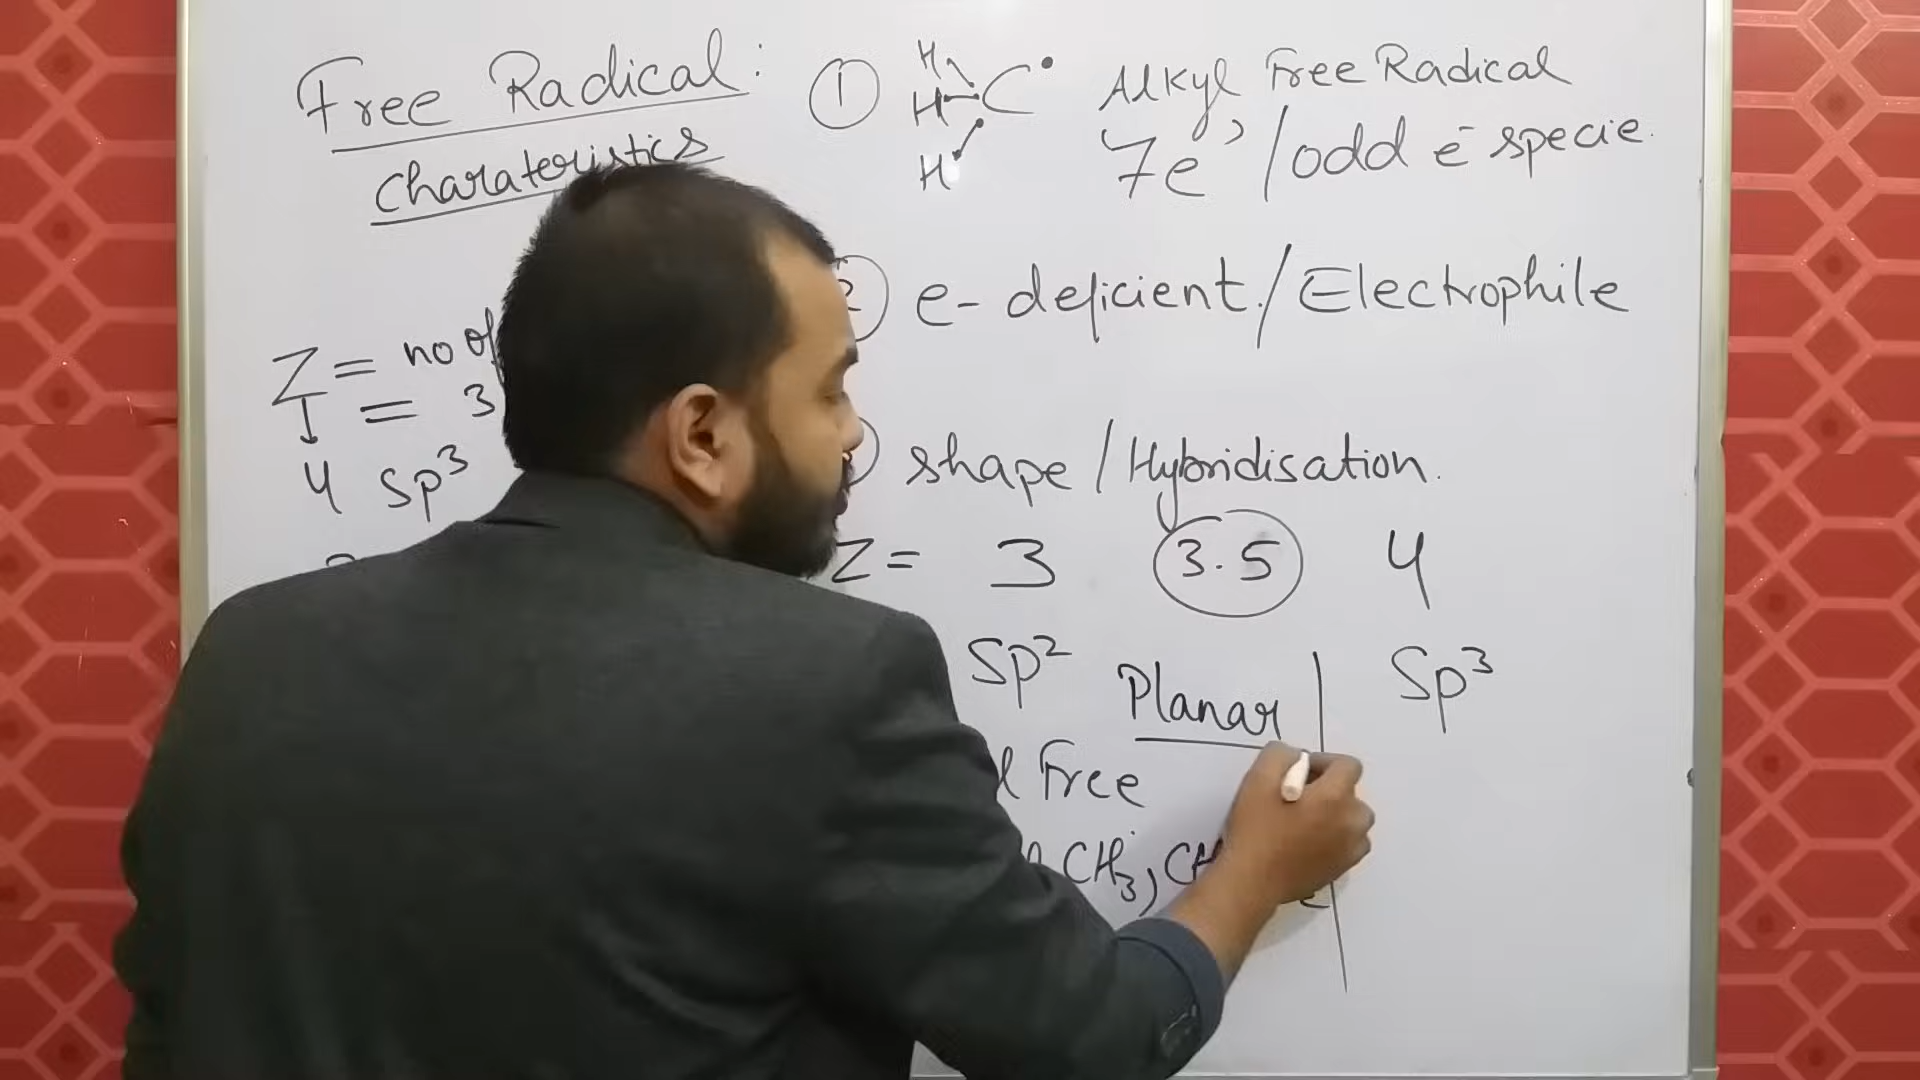 Free Radical:
Charateristics
① H H H C• Alkyl Free Radical
7e / odd e⁻ specie.
② e- deficient. / Electrophile
Z = no of
I = 3
4 Sp³
shape / Hybridisation.
Z = 3 3.5 4
Sp² Planar Sp³
Free
CH₃,